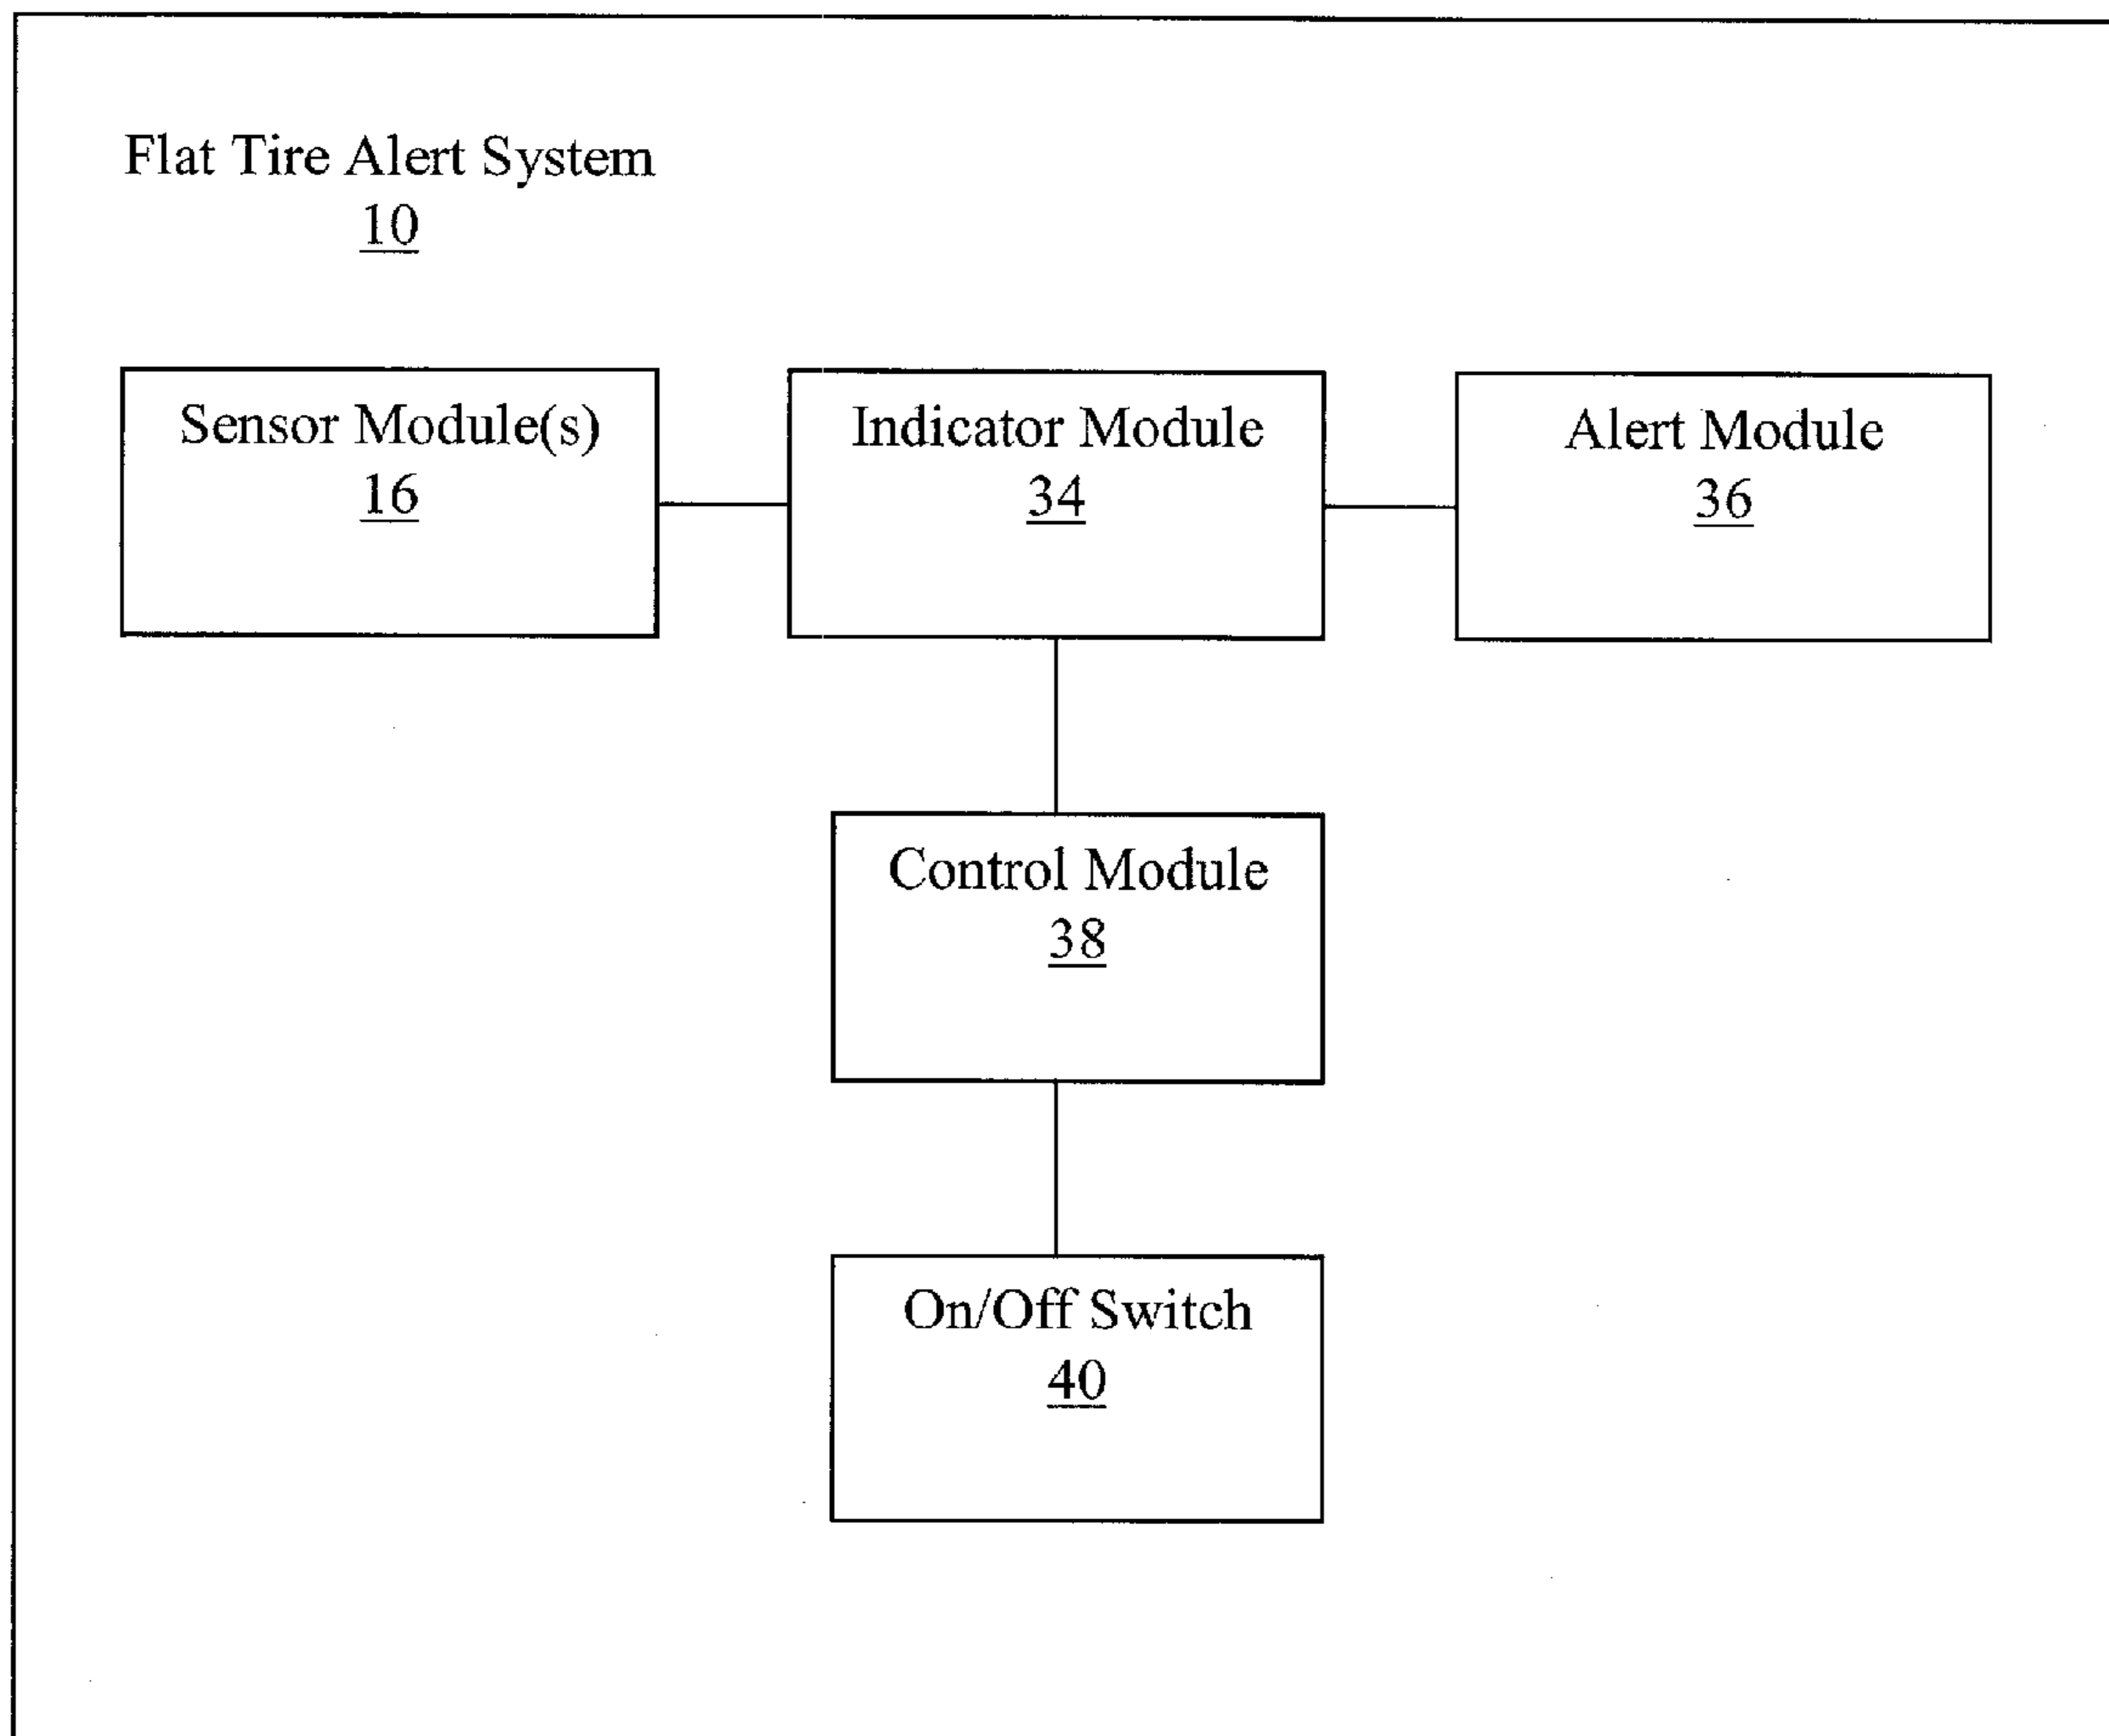 Flat Tire Alert System
10
Sensor Module(s)
16
Indicator Module
34
Alert Module
36
Control Module
38
On/Off Switch
40